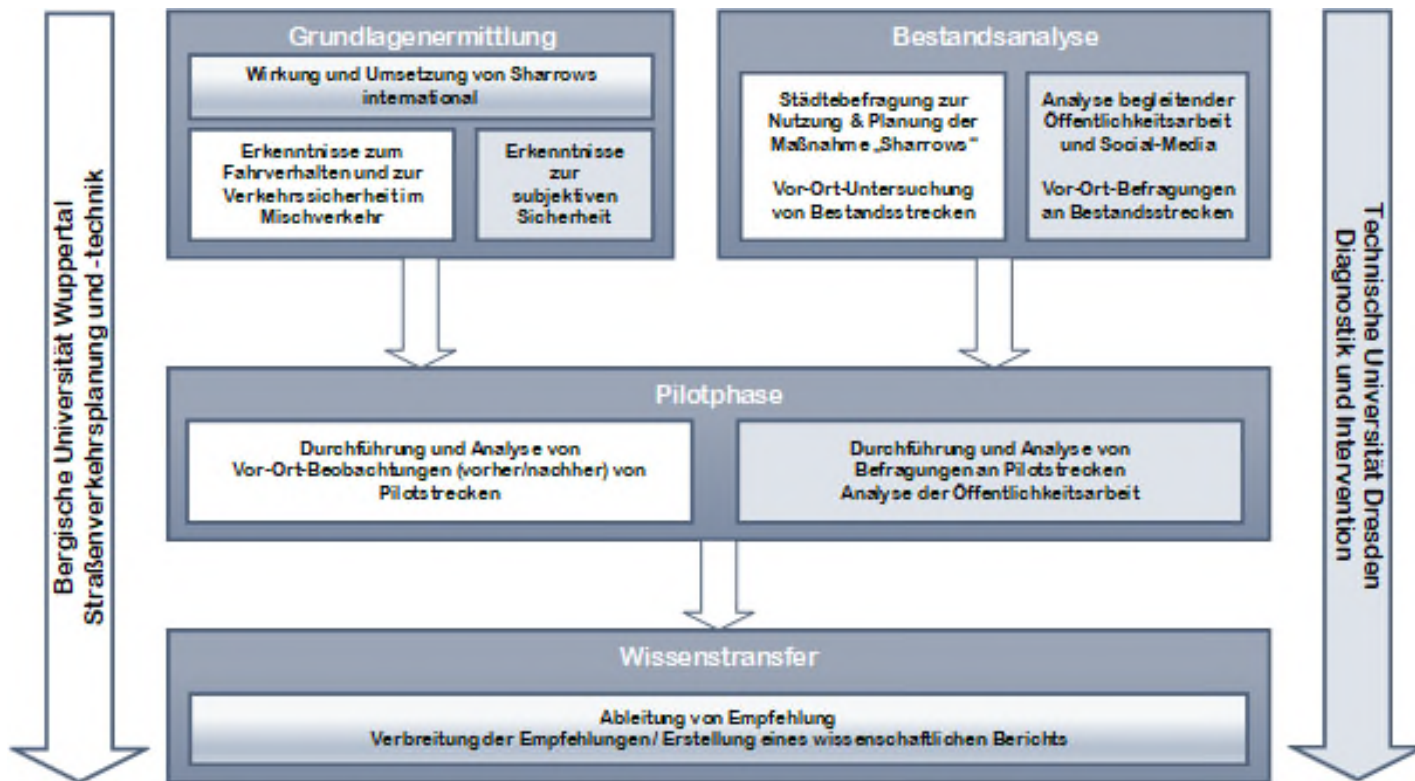 Bergische Universität Wuppertal
Straßenverkehrsplanung und -technik
Grundlagenermittlung
Wirkung und Umsetzung von Sharrows
international
Erkenntnisse zum
Fahrverhalten und zur
Verkehrssicherheit im
Mischverkehr
Erkenntnisse
zur
subjektiven
Sicherheit
Bestandsanalyse
Städtebefragung zur
Nutzung & Planung der
Maßnahme „Sharrows“
Vor-Ort-Untersuchung
von Bestandsstrecken
Analyse begleitender
Öffentlichkeitsarbeit
und Social-Media
Vor-Ort-Befragungen
an Bestandsstrecken
Pilotphase
Durchführung und Analyse von
Vor-Ort-Beobachtungen (vorher/nachher) von
Pilotstrecken
Durchführung und Analyse von
Befragungen an Pilotstrecken
Analyse der Öffentlichkeitsarbeit
Wissenstransfer
Ableitung von Empfehlung
Verbreitung der Empfehlungen/ Erstellung eines wissenschaftlichen Berichts
Technische Universität Dresden
Diagnostik und Intervention